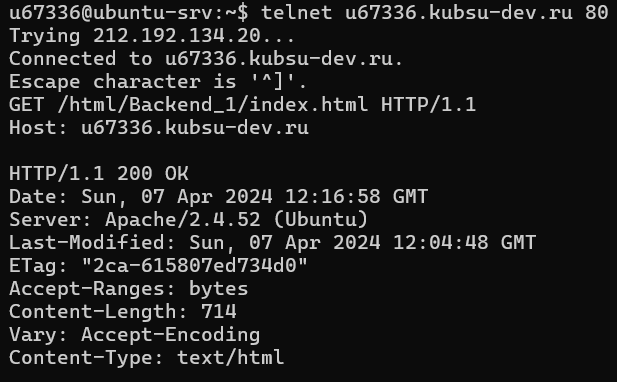 u67336@ubuntu-srv:~$ telnet u67336.kubsu-dev.ru 80
Trying 212.192.134.20...
Connected to u67336.kubsu-dev.ru.
Escape character is '^]'.
GET /html/Backend_1/index.html HTTP/1.1
Host: u67336.kubsu-dev.ru

HTTP/1.1 200 OK
Date: Sun, 07 Apr 2024 12:16:58 GMT
Server: Apache/2.4.52 (Ubuntu)
Last-Modified: Sun, 07 Apr 2024 12:04:48 GMT
ETag: "2ca-615807ed734d0"
Accept-Ranges: bytes
Content-Length: 714
Vary: Accept-Encoding
Content-Type: text/html